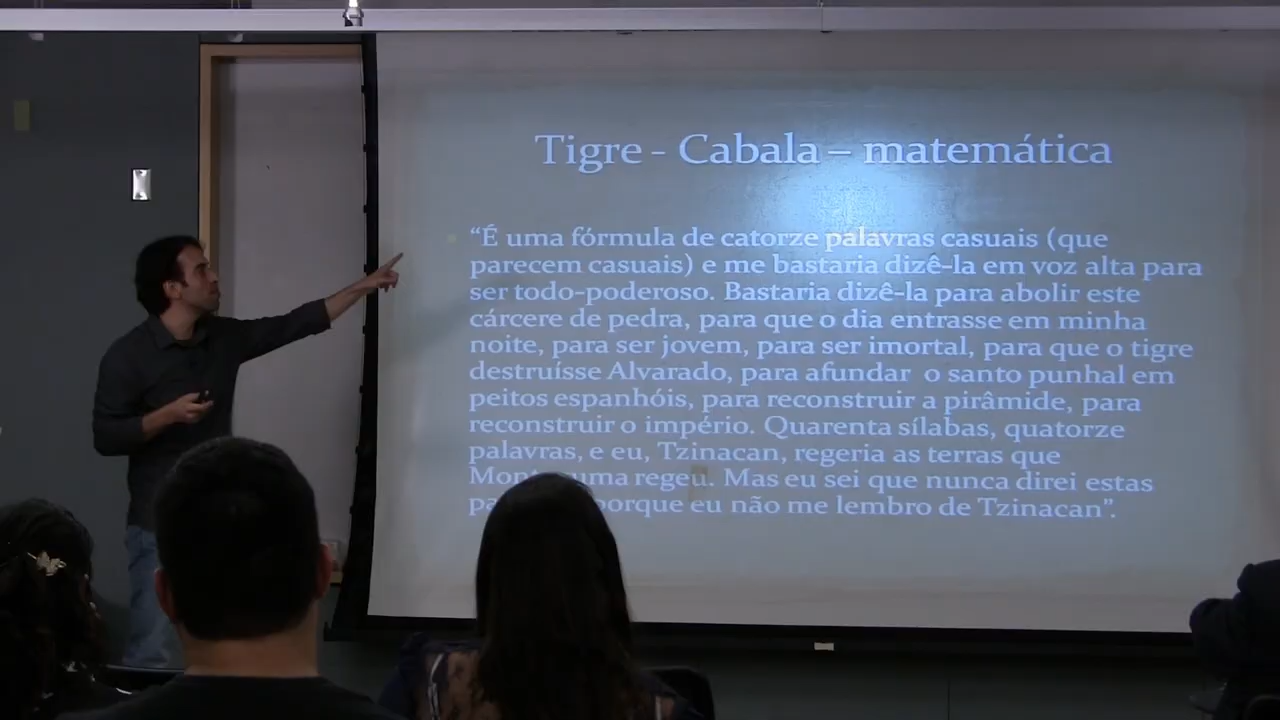 Tigre - Cabala – matemática
“É uma fórmula de catorze palavras casuais (que
parecem casuais) e me bastaria dizê-la em voz alta para
ser todo-poderoso. Bastaria dizê-la para abolir este
cárcere de pedra, para que o dia entrasse em minha
noite, para ser jovem, para ser imortal, para que o tigre
destruísse Alvarado, para afundar o santo punhal em
peitos espanhóis, para reconstruir a pirâmide, para
reconstruir o império. Quarenta sílabas, quatorze
palavras, e eu, Tzinacan, regeria as terras que
regeu. Mas eu sei que nunca direi estas
porque eu não me lembro de Tzinacan”.